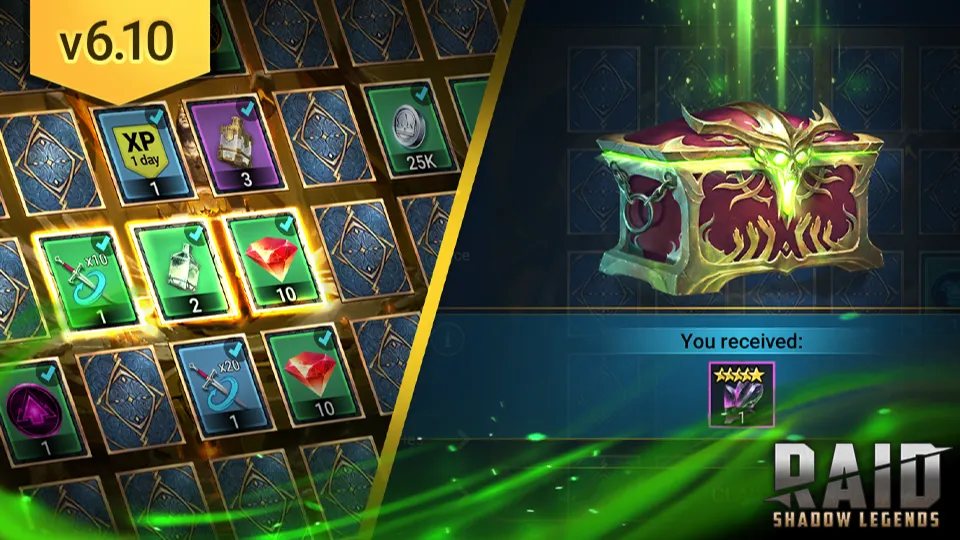 v6.10
XP
1 day
1
3
25K
x10
1
2
10
1
x20
1
10
You received:
1
RAID
SHADOW LEGENDS